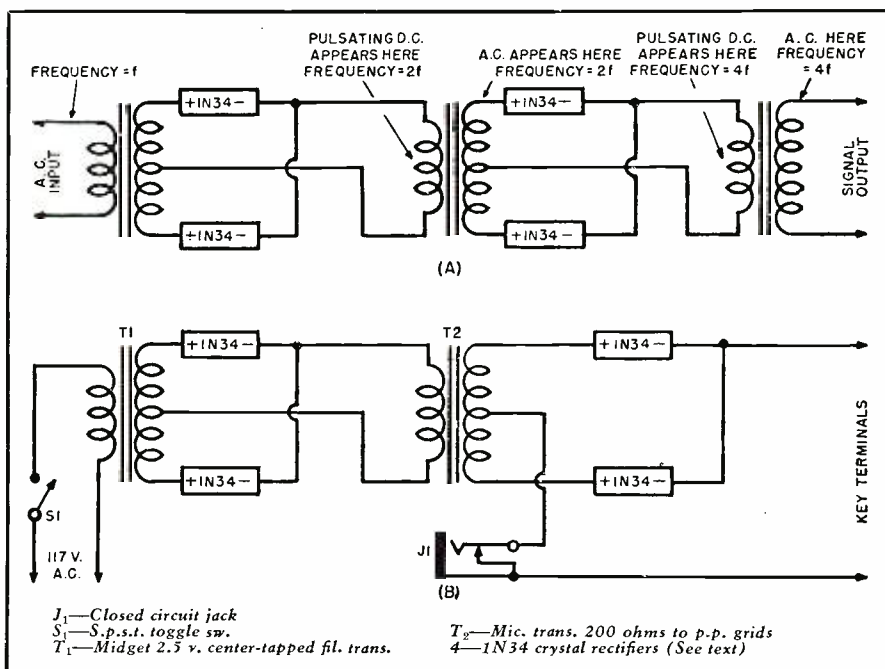 FREQUENCY = f
PULSATING D.C.
APPEARS HERE
FREQUENCY=2f
A.C. APPEARS HERE
FREQUENCY=2f
PULSATING D.C.
APPEARS HERE
FREQUENCY=4f
A.C. HERE
FREQUENCY
=4f
A.C.
INPUT
+1N34-
+1N34-
+1N34-
+1N34-
SIGNAL
OUTPUT
(A)
T1
T2
+1N34-
+1N34-
+1N34-
+1N34-
S1
117 V.
A.C.
J1
KEY TERMINALS
(B)
J1—Closed circuit jack
S1—S.p.s.t. toggle sw.
T1—Midget 2.5 v. center-tapped fil. trans.
T2—Mic. trans. 200 ohms to p.p. grids
4—1N34 crystal rectifiers (See text)